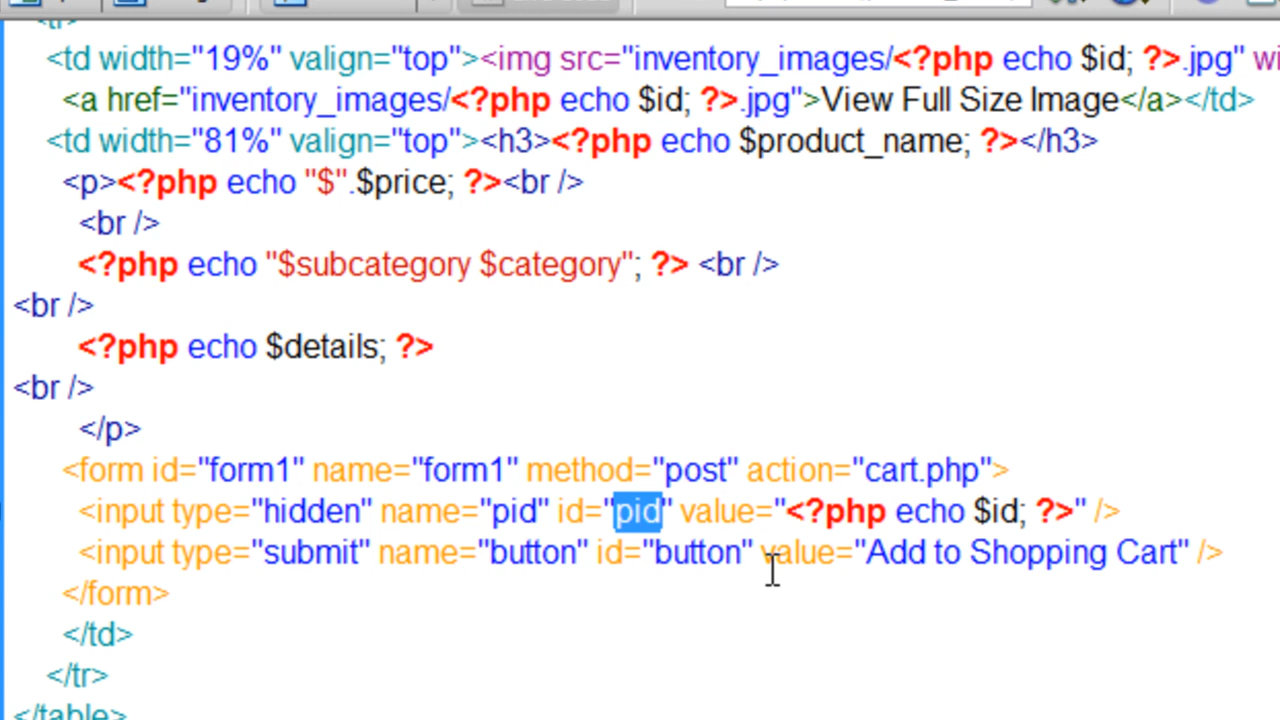 <tr>
<td width="19%" valign="top"><img src="inventory_images/<?php echo $id; ?>.jpg" wi
<a href="inventory_images/<?php echo $id; ?>.jpg">View Full Size Image</a></td>
<td width="81%" valign="top"><h3><?php echo $product_name; ?></h3>
<p><?php echo "$".$price; ?><br />
<br />
<?php echo "$subcategory $category"; ?> <br />
<br />
<?php echo $details; ?>
<br />
</p>
<form id="form1" name="form1" method="post" action="cart.php">
<input type="hidden" name="pid" id="pid" value="<?php echo $id; ?>" />
<input type="submit" name="button" id="button" value="Add to Shopping Cart" />
</form>
</td>
</tr>
</table>